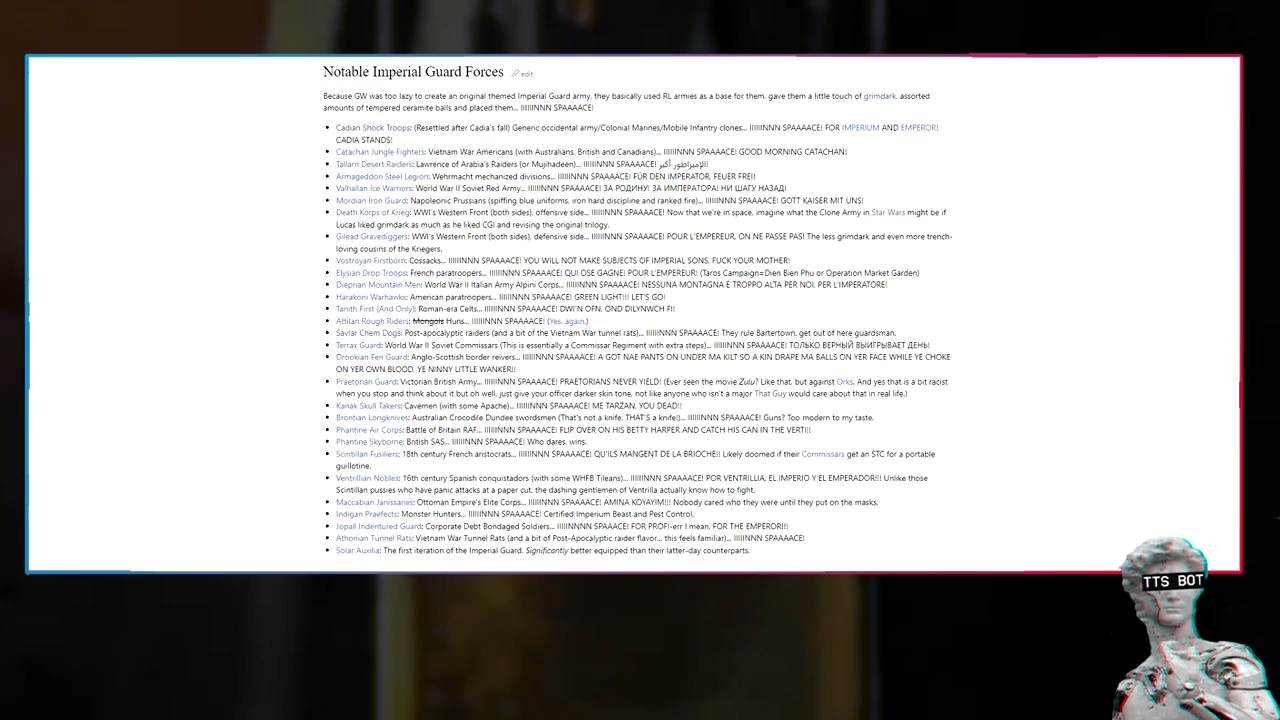 Notable Imperial Guard Forces edit
Because GW was too lazy to create an original themed Imperial Guard army, they basically used RL armies as a base for them, gave them a little touch of grimdark, assorted
amounts of tempered ceramite balls and placed them... IIIIIINNN SPAAAACE!
• Cadian Shock Troops: (Resettled after Cadia's fall) Generic occidental army/Colonial Marines/Mobile Infantry clones... IIIIIINNN SPAAAACE! FOR IMPERIUM AND EMPEROR!
CADIA STANDS!
• Catachan Jungle Fighters: Vietnam War Americans (with Australians, British and Canadians)... IIIIIINNN SPAAAACE! GOOD MORNING CATACHAN!
• Tallarn Desert Raiders: Lawrence of Arabia's Raiders (or Mujihadeen)... IIIIIINNN SPAAAACE! الإمبراطور أكبر!!
• Armageddon Steel Legion: Wehrmacht mechanized divisions... IIIIIINNN SPAAAACE! FÜR DEN IMPERATOR, FEUER FREI!
• Valhallan Ice Warriors: World War II Soviet Red Army... IIIIIINNN SPAAAACE! ЗА РОДИНУ! ЗА ИМПЕРАТОРА! НИ ШАГУ НАЗАД!
• Mordian Iron Guard: Napoleonic Prussians (spiffing blue uniforms, iron hard discipline and ranked fire)... IIIIIINNN SPAAAACE! GOTT KAISER MIT UNS!
• Death Korps of Krieg: WWI's Western Front (both sides), offensive side... IIIIIINNN SPAAAACE! Now that we're in space, imagine what the Clone Army in Star Wars might be if
Lucas liked grimdark as much as he liked CGI and revising the original trilogy.
• Gilead Gravediggers: WWI's Western Front (both sides), defensive side... IIIIIINNN SPAAAACE! POUR L'EMPEREUR, ON NE PASSE PAS! The less grimdark and even more trench-
loving cousins of the Kriegers.
• Vostroyan Firstborn: Cossacks... IIIIIINNN SPAAAACE! YOU WILL NOT MAKE SUBJECTS OF IMPERIAL SONS, FUCK YOUR MOTHER!
• Elysian Drop Troops: French paratroopers... IIIIIINNN SPAAAACE! QUI OSE GAGNE! POUR L'EMPEREUR! (Taros Campaign=Dien Bien Phu or Operation Market Garden)
• Dieprian Mountain Men: World War II Italian Army Alpini Corps... IIIIIINNN SPAAAACE! NESSUNA MONTAGNA È TROPPO ALTA PER NOI, PER L'IMPERATORE!
• Harakoni Warhawks: American paratroopers... IIIIIINNN SPAAAACE! GREEN LIGHT!!! LET'S GO!
• Tanith First (And Only): Roman-era Celts... IIIIIINNN SPAAAACE! DWI'N OFN, OND DILYNWCH FI!
• Attilan Rough Riders: Mongols Huns... IIIIIINNN SPAAAACE! (Yes, again.)
• Savlar Chem Dogs: Post-apocalyptic raiders (and a bit of the Vietnam War tunnel rats)... IIIIIINNN SPAAAACE! They rule Bartertown, get out of here guardsman.
• Terrax Guard: World War II Soviet Commissars (This is essentially a Commissar Regiment with extra steps)... IIIIIINNN SPAAAACE! ТОЛЬКО ВЕРНЫЙ ВЫИГРЫВАЕТ ДЕНЬ!
• Drookian Fen Guard: Anglo-Scottish border reivers... IIIIIINNN SPAAAACE! A GOT NAE PANTS ON UNDER MA KILT SO A KIN DRAPE MA BALLS ON YER FACE WHILE YE CHOKE
ON YER OWN BLOOD, YE NINNY LITTLE WANKER!!
• Praetorian Guard: Victorian British Army... IIIIIINNN SPAAAACE! PRAETORIANS NEVER YIELD! (Ever seen the movie Zulu? Like that, but against Orks. And yes that is a bit racist
when you stop and think about it but oh well, just give your officer darker skin tone, not like anyone who isn't a major That Guy would care about that in real life.)
• Kanak Skull Takers: Cavemen (with some Apache)... IIIIIINNN SPAAAACE! ME TARZAN, YOU DEAD!!
• Brontian Longknives: Australian Crocodile Dundee swordsmen (That's not a knife, THAT'S a knife!)... IIIIIINNN SPAAAACE! Guns? Too modern to my taste.
• Phantine Air Corps: Battle of Britain RAF... IIIIIINNN SPAAAACE! FLIP OVER ON HIS BETTY HARPER AND CATCH HIS CAN IN THE VERTI!
• Phantine Skyborne: British SAS... IIIIIINNN SPAAAACE! Who dares, wins.
• Scintillan Fusiliers: 18th century French aristocrats... IIIIIINNN SPAAAACE! QU'ILS MANGENT DE LA BRIOCHE!! Likely doomed if their Commissars get an STC for a portable
guillotine.
• Ventrillian Nobles: 16th century Spanish conquistadors (with some WHFB Tileans)... IIIIIINNN SPAAAACE! POR VENTRILLIA, EL IMPERIO Y EL EMPERADOR!!! Unlike those
Scintillan pussies who have panic attacks at a paper cut, the dashing gentlemen of Ventrilla actually know how to fight.
• Maccabian Janissaries: Ottoman Empire's Elite Corps... IIIIIINNN SPAAAACE! AMINA KOYAYIM!!! Nobody cared who they were until they put on the masks.
• Indigan Praefects: Monster Hunters... IIIIIINNN SPAAAACE! Certified Imperium Beast and Pest Control.
• Jopall Indentured Guard: Corporate Debt Bondaged Soldiers... IIIIINNN SPAACE! FOR PROFI-err I mean, FOR THE EMPEROR!!!
• Athonian Tunnel Rats: Vietnam War Tunnel Rats (and a bit of Post-Apocalyptic raider flavor... this feels familiar)... IIIIINNN SPAAAACE!
• Solar Auxilia: The first iteration of the Imperial Guard. Significantly better equipped than their latter-day counterparts.
TTS BOT